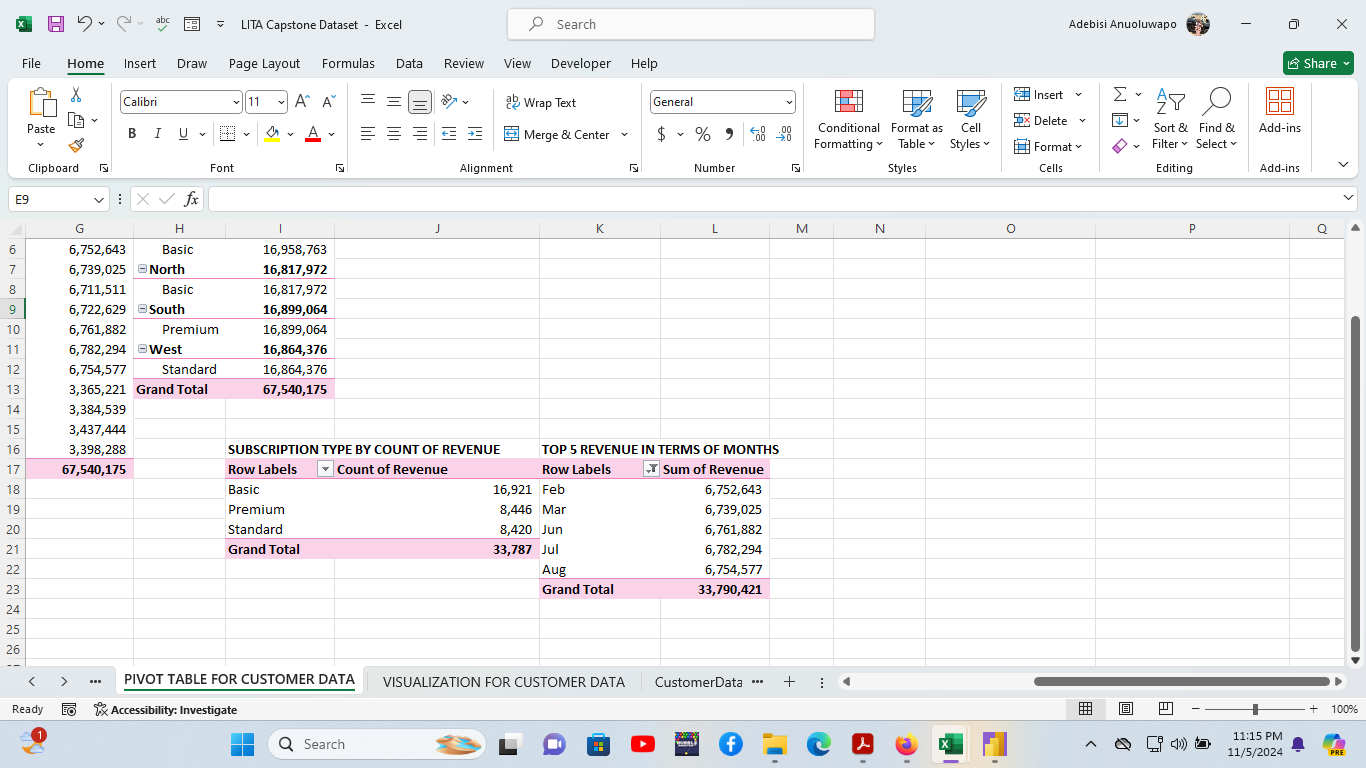 LITA Capstone Dataset - Excel
Search
Adebisi Anuoluwapo
File Home Insert Draw Page Layout Formulas Data Review View Developer Help
Share
Paste
Calibri 11
B I U
Wrap Text
Merge & Center
General
Conditional Formatting
Format as Table
Cell Styles
Insert
Delete
Format
Sort & Filter
Find & Select
Add-ins
Clipboard Font Alignment Number Styles Cells Editing Add-ins
E9 fx
G H I J K L M N O P Q
6 6,752,643 Basic 16,958,763
7 6,739,025 North 16,817,972
8 6,711,511 Basic 16,817,972
9 6,722,629 South 16,899,064
10 6,761,882 Premium 16,899,064
11 6,782,294 West 16,864,376
12 6,754,577 Standard 16,864,376
13 3,365,221 Grand Total 67,540,175
14 3,384,539
15 3,437,444
16 3,398,288 SUBSCRIPTION TYPE BY COUNT OF REVENUE TOP 5 REVENUE IN TERMS OF MONTHS
17 67,540,175 Row Labels Count of Revenue Row Labels Sum of Revenue
18 Basic 16,921 Feb 6,752,643
19 Premium 8,446 Mar 6,739,025
20 Standard 8,420 Jun 6,761,882
21 Grand Total 33,787 Jul 6,782,294
22 Aug 6,754,577
23 Grand Total 33,790,421
24
25
26
PIVOT TABLE FOR CUSTOMER DATA VISUALIZATION FOR CUSTOMER DATA CustomerData
Ready Accessibility: Investigate 100%
1 Search 11:15 PM
11/5/2024
PRE